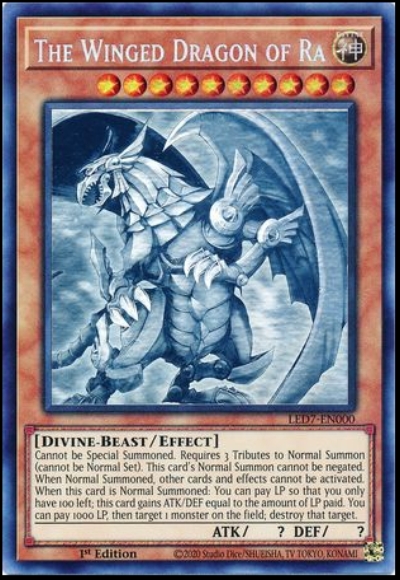 THE WINGED DRAGON OF RA
神
LED7-EN000
[DIVINE-BEAST/EFFECT]
Cannot be Special Summoned. Requires 3 Tributes to Normal Summon
(cannot be Normal Set). This card's Normal Summon cannot be negated.
When Normal Summoned, other cards and effects cannot be activated.
When this card is Normal Summoned: You can pay LP so that you only
have 100 left; this card gains ATK/DEF equal to the amount of LP paid. You
can pay 1000 LP, then target 1 monster on the field; destroy that target.
ATK/ ? DEF/ ?
1st Edition
©2020 Studio Dice/SHUEISHA, TV TOKYO, KONAMI